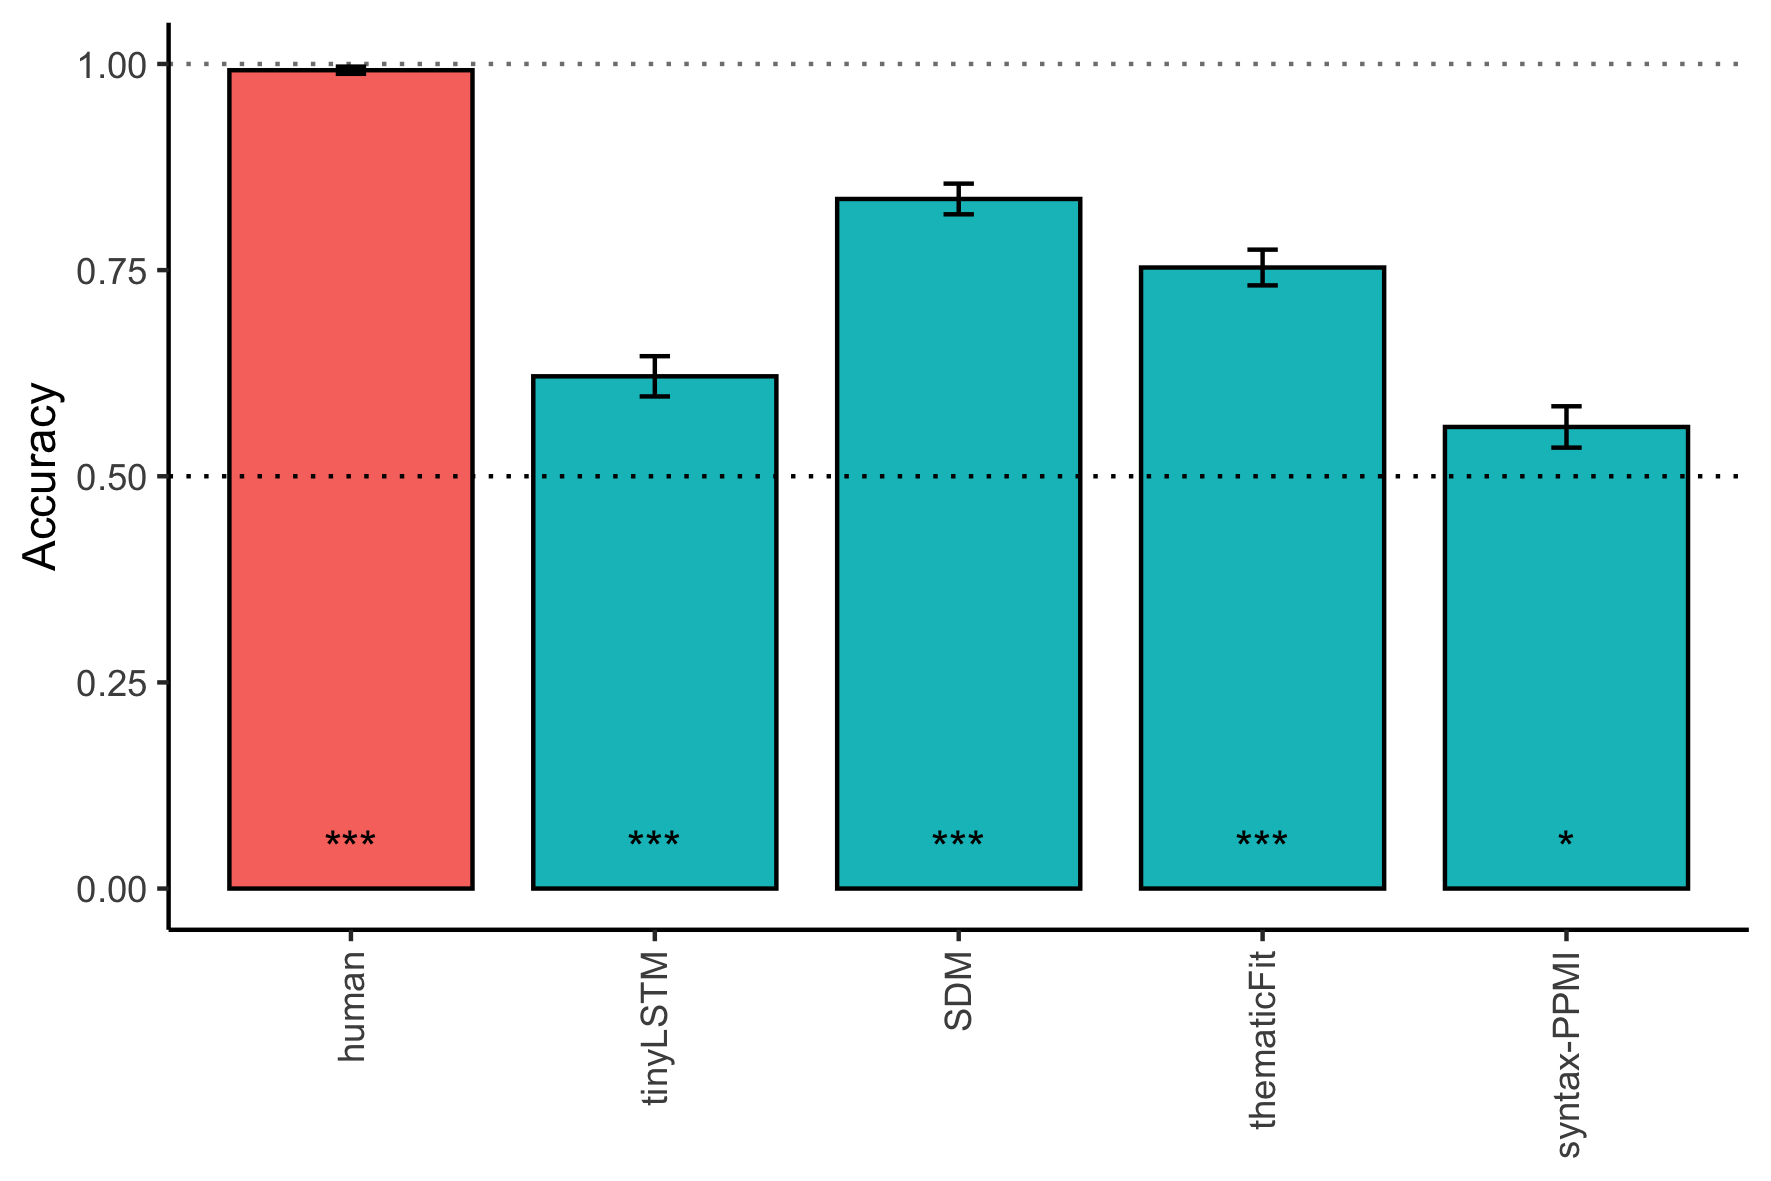 Accuracy
1.00
0.75
0.50
0.25
0.00
*** *** *** *** *
human tinyLSTM SDM thematicFit syntax-PPMI